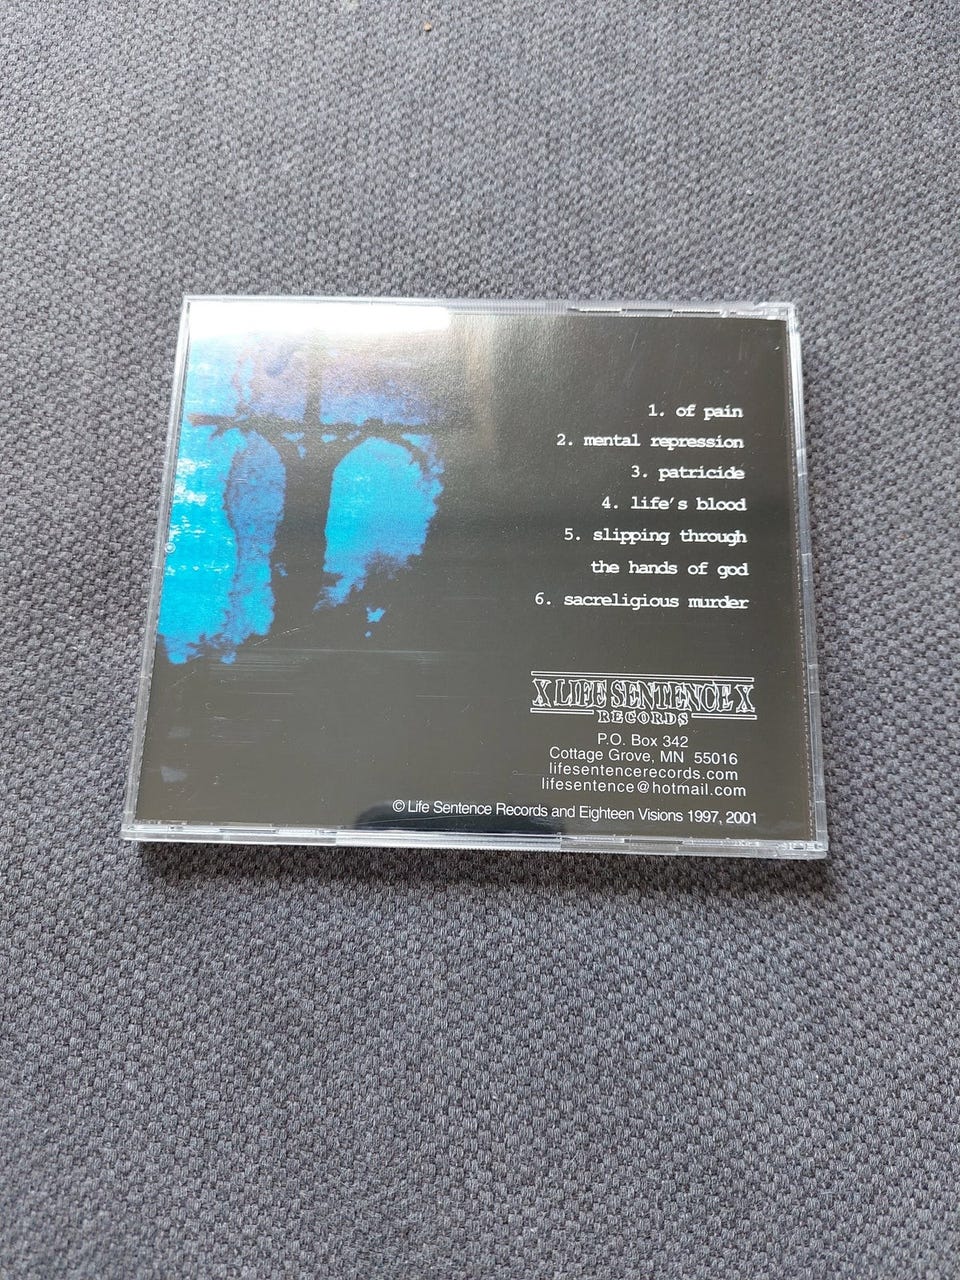 1. of pain
2. mental repression
3. patricide
4. life's blood
5. slipping through
the hands of god
6. sacreligious murder
X LIFE SENTENCE X
RECORDS
P.O. Box 342
Cottage Grove, MN 55016
lifesentencerecords.com
lifesentence@hotmail.com
© Life Sentence Records and Eighteen Visions 1997, 2001